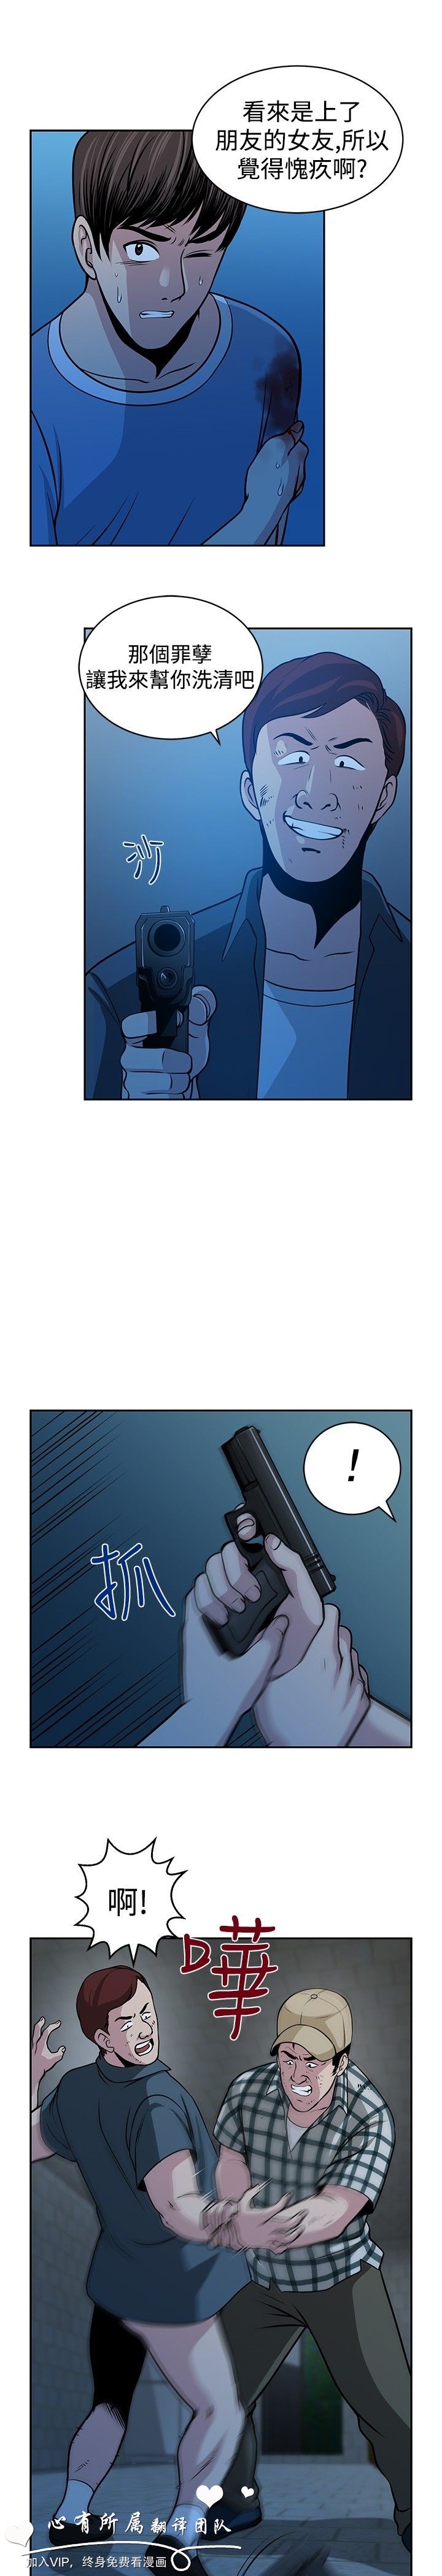 看來是上了
朋友的女友,所以
覺得愧疚啊?
那個罪孽
讓我來幫你洗清吧
沙
!
抓
啊!
嘩
心有所属翻译团队
加入VIP，终身免费看漫画